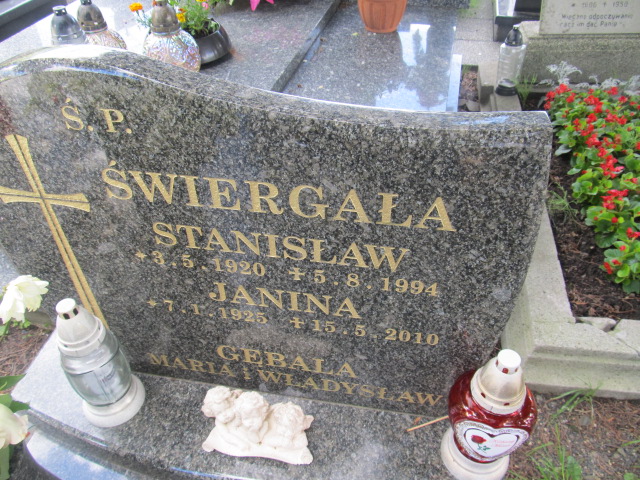 Ś. P.
ŚWIERGAŁA
STANISŁAW
*3.5.1920 +5.8.1994
JANINA
*7.1.1925 +15.5.2010
GĘBALA
MARIA I WŁADYSŁAW